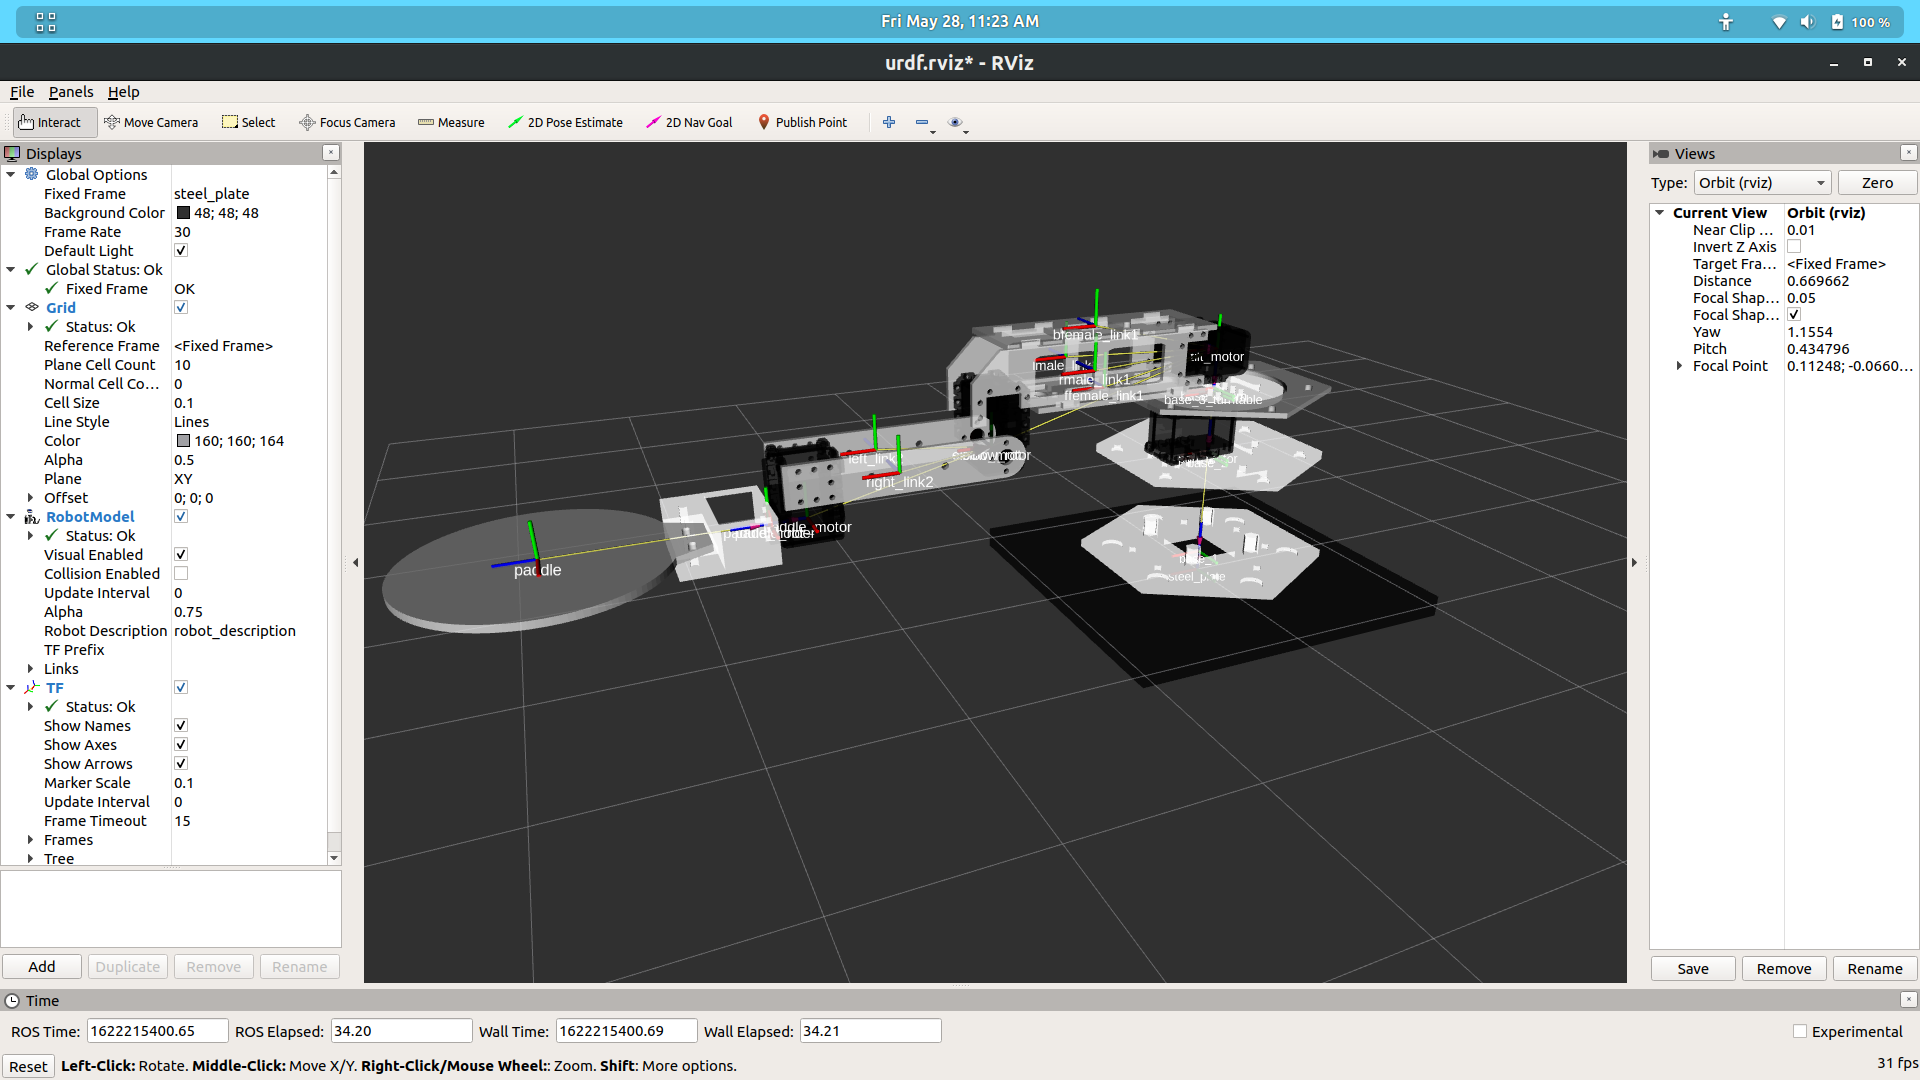 Fri May 28, 11:23 AM
100 %
urdf.rviz* - RViz
File Panels Help
Interact Move Camera Select Focus Camera Measure 2D Pose Estimate 2D Nav Goal Publish Point
Displays
Global Options
Fixed Frame steel_plate
Background Color 48; 48; 48
Frame Rate 30
Default Light
Global Status: Ok
Fixed Frame OK
Grid
Status: Ok
Reference Frame <Fixed Frame>
Plane Cell Count 10
Normal Cell Co... 0
Cell Size 0.1
Line Style Lines
Color 160; 160; 164
Alpha 0.5
Plane XY
Offset 0; 0; 0
RobotModel
Status: Ok
Visual Enabled
Collision Enabled
Update Interval 0
Alpha 0.75
Robot Description robot_description
TF Prefix
Links
TF
Status: Ok
Show Names
Show Axes
Show Arrows
Marker Scale 0.1
Update Interval 0
Frame Timeout 15
Frames
Tree
Add Duplicate Remove Rename
bfemale_link1
rmale_link1
ffemale_link1
left_link
right_link2
paddle
steel_plate
Views
Type: Orbit (rviz) Zero
Current View Orbit (rviz)
Near Clip ... 0.01
Invert Z Axis
Target Fra... <Fixed Frame>
Distance 0.669662
Focal Shap... 0.05
Focal Shap...
Yaw 1.1554
Pitch 0.434796
Focal Point 0.11248; -0.0660...
Save Remove Rename
Time
ROS Time: 1622215400.65 ROS Elapsed: 34.20 Wall Time: 1622215400.69 Wall Elapsed: 34.21 Experimental
Reset Left-Click: Rotate. Middle-Click: Move X/Y. Right-Click/Mouse Wheel:: Zoom. Shift: More options. 31 fps